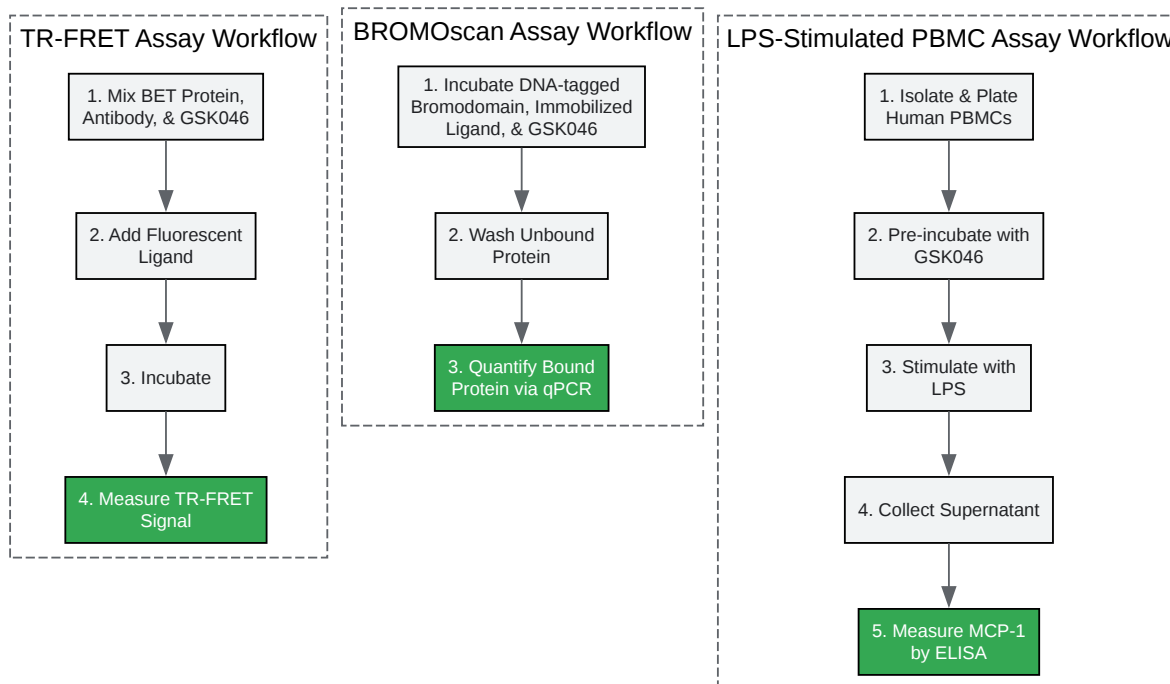 TR-FRET Assay Workflow
1. Mix BET Protein,
Antibody, & GSK046
2. Add Fluorescent
Ligand
3. Incubate
4. Measure TR-FRET
Signal
BROMOscan Assay Workflow
1. Incubate DNA-tagged
Bromodomain, Immobilized
Ligand, & GSK046
2. Wash Unbound
Protein
3. Quantify Bound
Protein via qPCR
LPS-Stimulated PBMC Assay Workflow
1. Isolate & Plate
Human PBMCs
2. Pre-incubate with
GSK046
3. Stimulate with
LPS
4. Collect Supernatant
5. Measure MCP-1
by ELISA